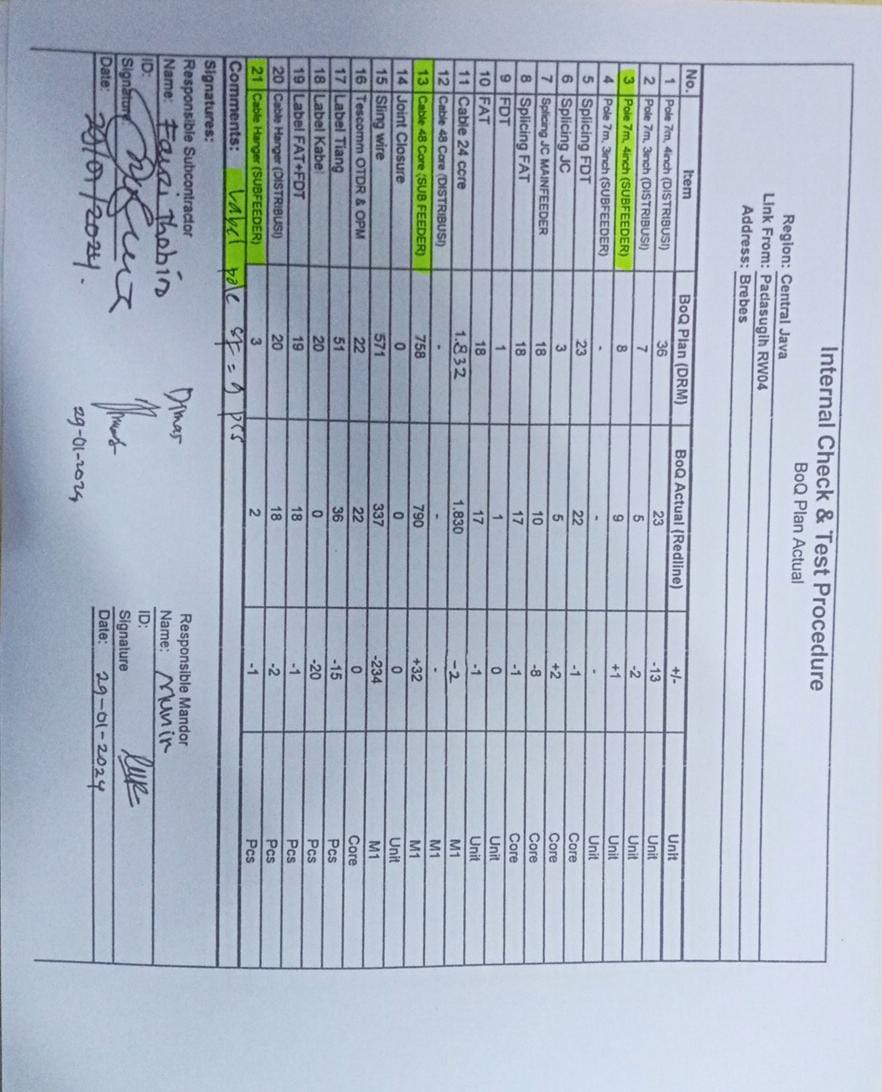 Internal Check & Test Procedure
BoQ Plan Actual
Region: Central Java
Link From: Padasugih RW04
Address: Brebes
No. Item BoQ Plan (DRM) BoQ Actual (Redline) +/- Unit
1 Pole 7m, 4inch (DISTRIBUSI) 36 23 -13 Unit
2 Pole 7m, 3inch (DISTRIBUSI) 7 5 -2 Unit
3 Pole 7m, 4inch (SUBFEEDER) 8 9 +1 Unit
4 Pole 7m, 3inch (SUBFEEDER) - - - Unit
5 Splicing FDT 23 22 -1 Core
6 Splicing JC 3 5 +2 Core
7 Splicing JC MAINFEEDER 18 10 -8 Core
8 Splicing FAT 18 17 -1 Core
9 FDT 1 1 0 Unit
10 FAT 18 17 -1 Unit
11 Cable 24 core 1.832 1.830 -2 M1
12 Cable 48 Core (DISTRIBUSI) - - - M1
13 Cable 48 Core (SUB FEEDER) 758 790 +32 M1
14 Joint Closure 0 0 0 Unit
15 Sling wire 571 337 -234 M1
16 Tescomm OTDR & OPM 22 22 0 Core
17 Label Tiang 51 36 -15 Pcs
18 Label Kabel 20 0 -20 Pcs
19 Label FAT+FDT 19 18 -1 Pcs
20 Cable Hanger (DISTRIBUSI) 20 18 -2 Pcs
21 Cable Hanger (SUBFEEDER) 3 2 -1 Pcs
Comments: Label pole SF = 9 pcs
Signatures:
Responsible Subcontractor
Name: Fauzi Thobin
ID:
Signature:
Date: 29/01/2024.
Dimas
29-01-2024
Responsible Mandor
Name: Munir
ID:
Signature
Date: 29-01-2024